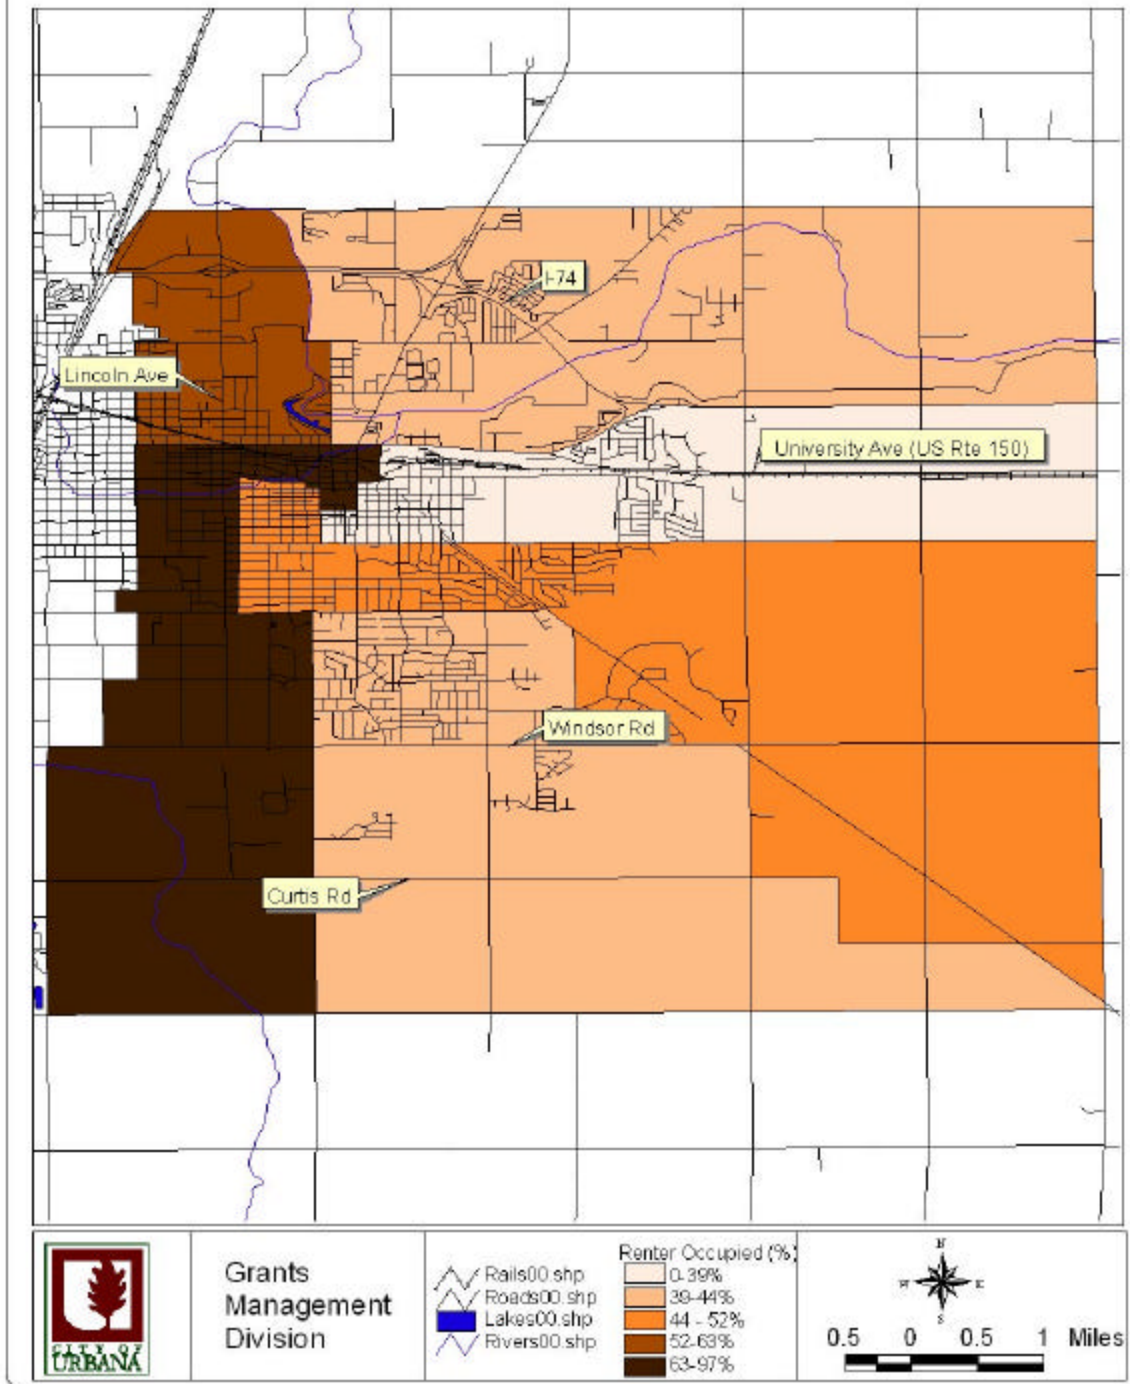 I-74
Lincoln Ave
University Ave (US Rte 150)
Windsor Rd
Curtis Rd
CITY OF
URBANA
Grants
Management
Division
Rails00.shp
Roads00.shp
Lakes00.shp
Rivers00.shp
Renter Occupied (%)
0-39%
39-44%
44 - 52%
52-63%
63-97%
N
W
E
S
0.5 0 0.5 1 Miles